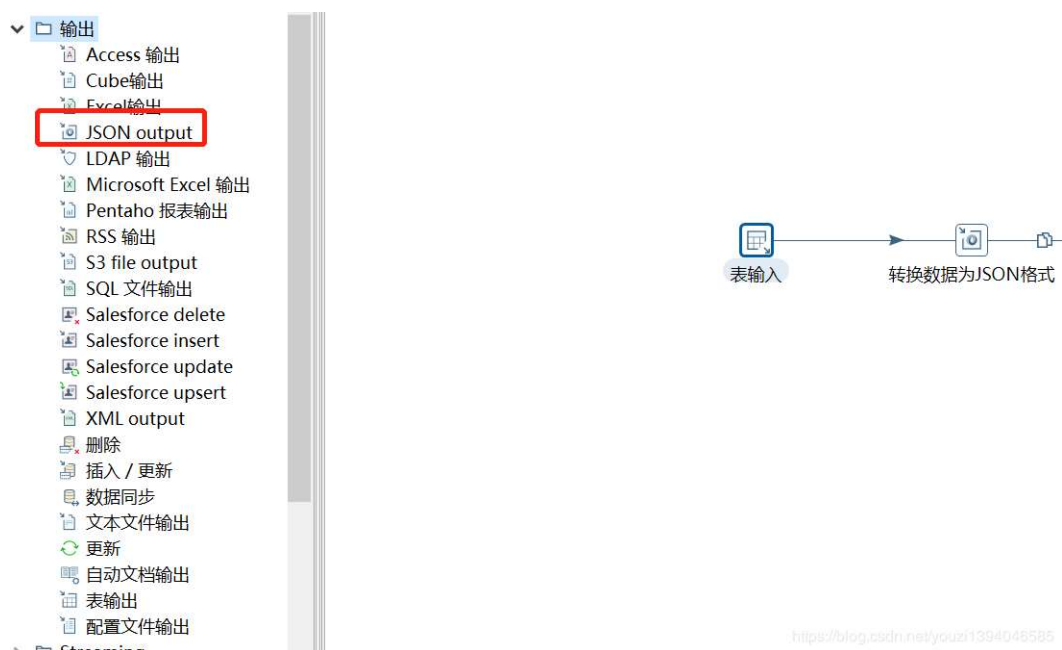 输出
Access 输出
Cube输出
Excel输出
JSON output
LDAP 输出
Microsoft Excel 输出
Pentaho 报表输出
RSS 输出
S3 file output
SQL 文件输出
Salesforce delete
Salesforce insert
Salesforce update
Salesforce upsert
XML output
删除
插入 / 更新
数据同步
文本文件输出
更新
自动文档输出
表输出
配置文件输出
Streaming
表输入
转换数据为JSON格式
https://blog.csdn.net/youzi1394046585